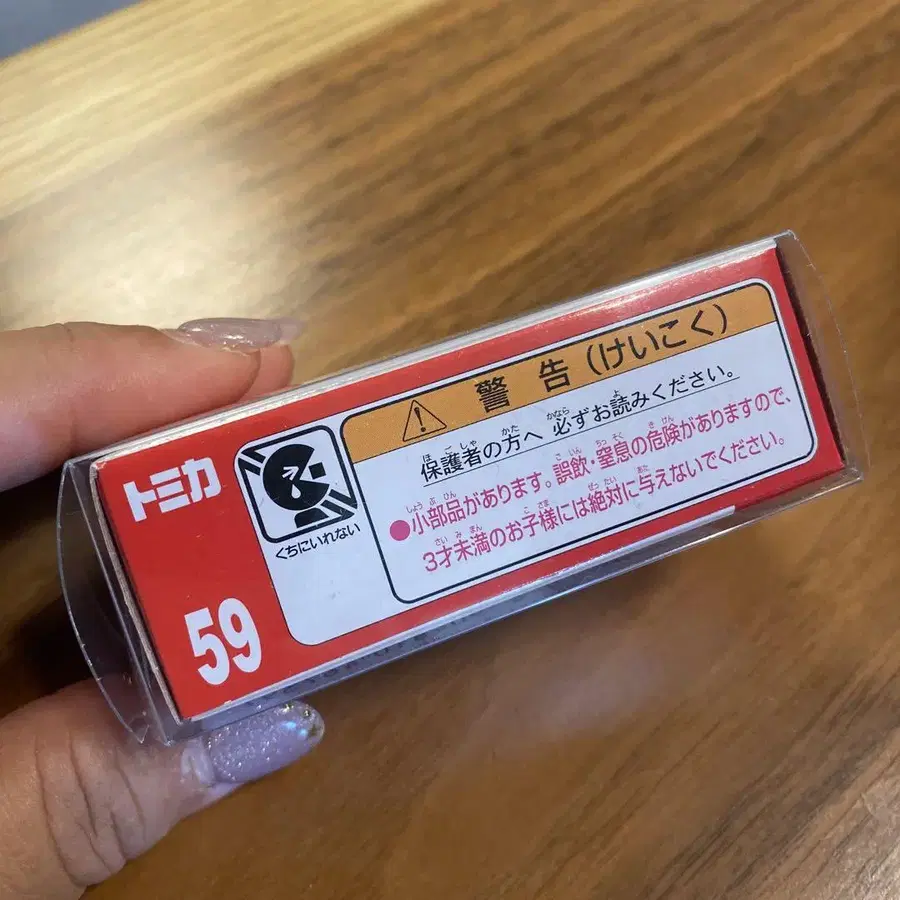 トミカ
59
くちにいれない
警告(けいこく)
保護者の方へ 必ずお読みください。
●小部品があります。誤飲・窒息の危険がありますので、
3才未満のお子様には絶対に与えないでください。